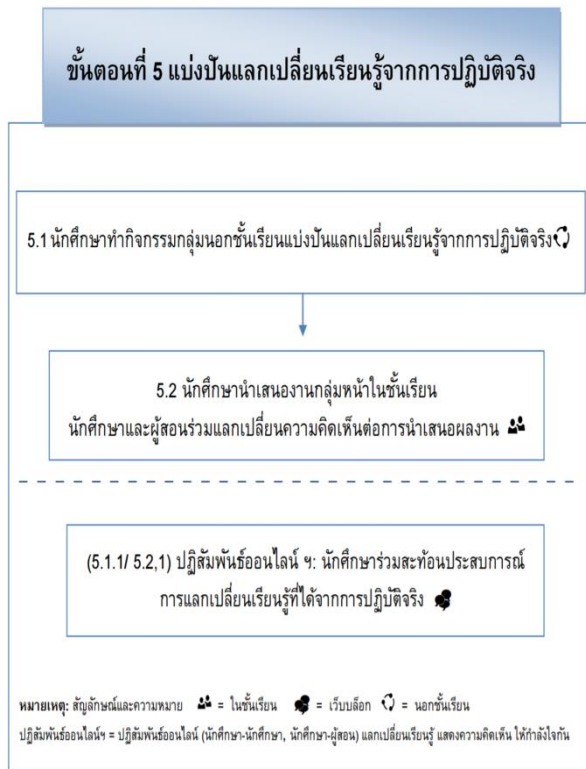 ขั้นตอนที่ 5 แบ่งปันแลกเปลี่ยนเรียนรู้จากการปฏิบัติจริง
5.1 นักศึกษาทำกิจกรรมกลุ่มนอกชั้นเรียนแบ่งปันแลกเปลี่ยนเรียนรู้จากการปฏิบัติจริง
5.2 นักศึกษานำเสนองานกลุ่มหน้าในชั้นเรียน
นักศึกษาและผู้สอนร่วมแลกเปลี่ยนความคิดเห็นต่อการนำเสนอผลงาน
(5.1.1/ 5.2,1) ปฏิสัมพันธ์ออนไลน์ ฯ: นักศึกษาร่วมสะท้อนประสบการณ์
การแลกเปลี่ยนเรียนรู้ที่ได้จากการปฏิบัติจริง
หมายเหตุ: สัญลักษณ์และความหมาย = ในชั้นเรียน = เว็บบล็อก = นอกชั้นเรียน
ปฏิสัมพันธ์ออนไลน์ฯ = ปฏิสัมพันธ์ออนไลน์ (นักศึกษา-นักศึกษา, นักศึกษา-ผู้สอน) แลกเปลี่ยนเรียนรู้ แสดงความคิดเห็น ให้กำลังใจกัน